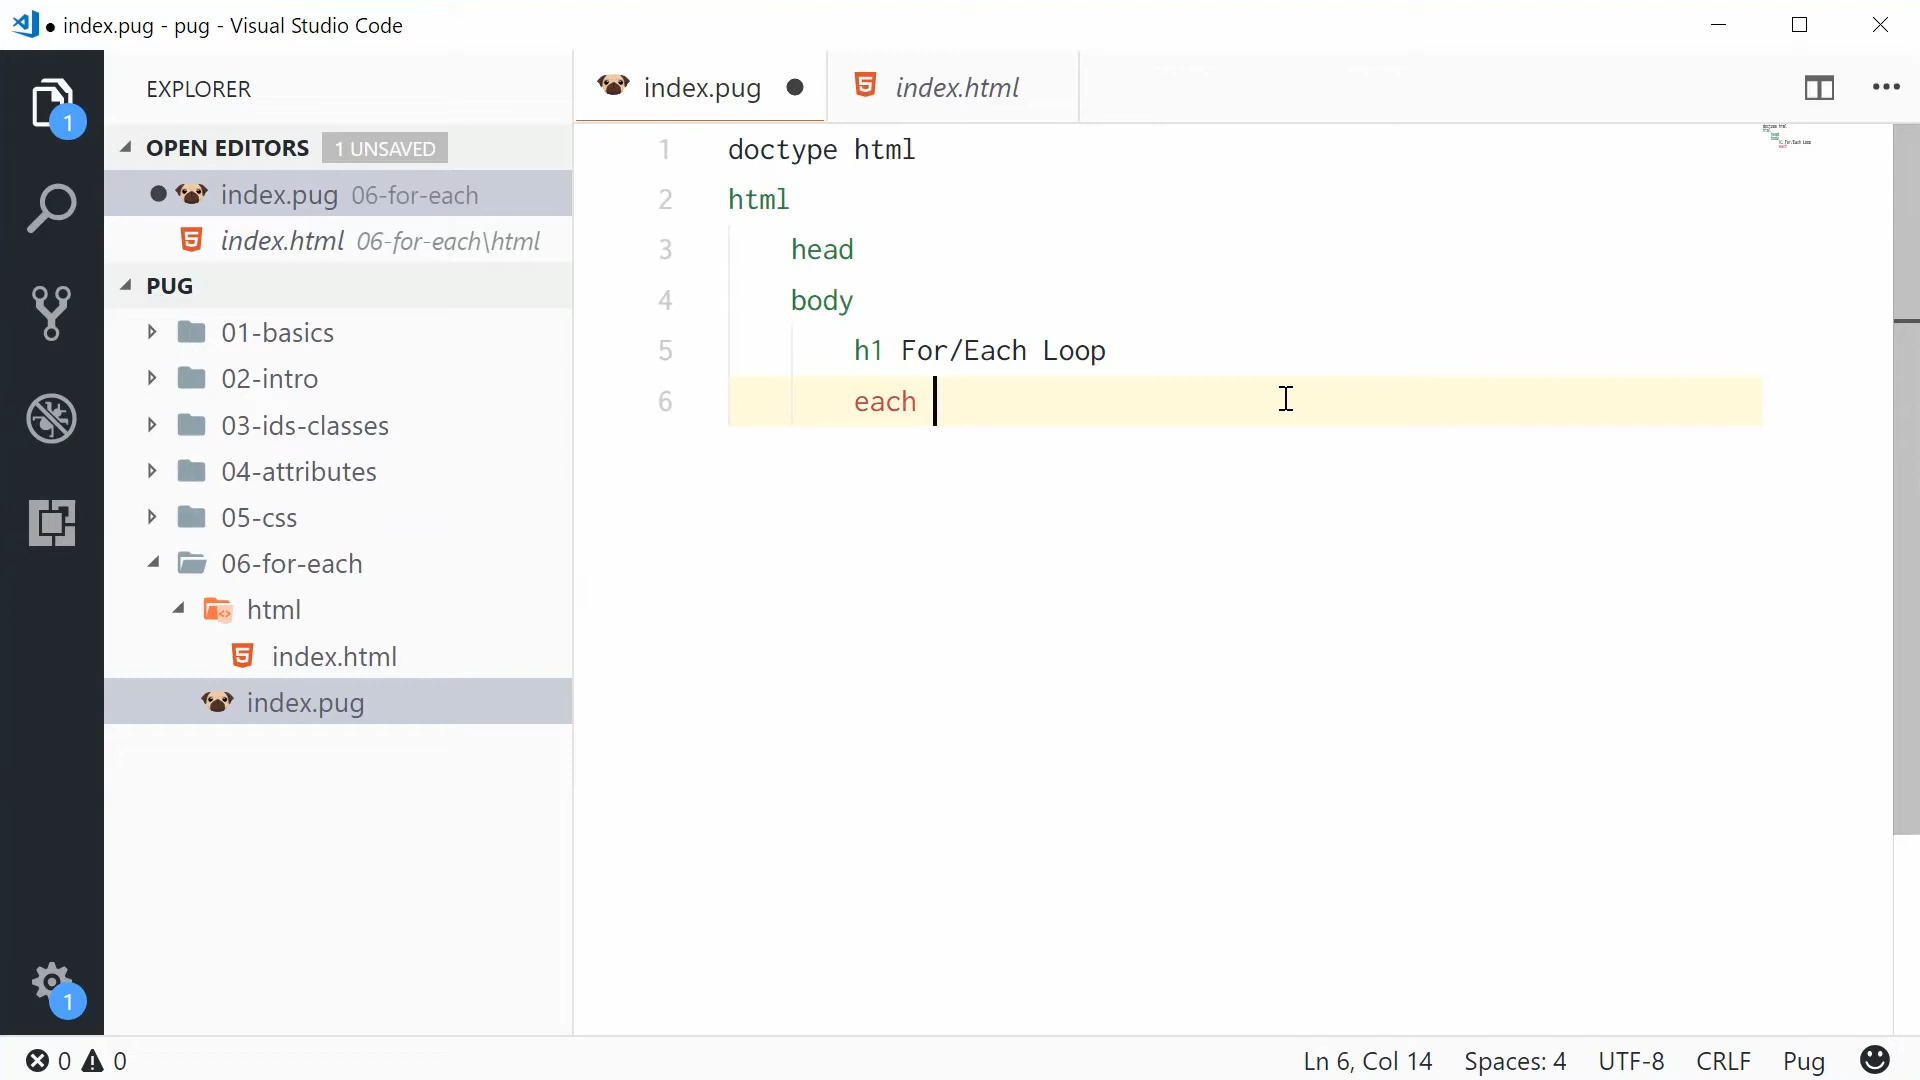 index.pug - pug - Visual Studio Code
EXPLORER
OPEN EDITORS 1 UNSAVED
index.pug 06-for-each
index.html 06-for-each\html
PUG
01-basics
02-intro
03-ids-classes
04-attributes
05-css
06-for-each
html
index.html
index.pug
1
1
index.pug
index.html
1 doctype html
2 html
3 head
4 body
5 h1 For/Each Loop
6 each
0 0
Ln 6, Col 14 Spaces: 4 UTF-8 CRLF Pug